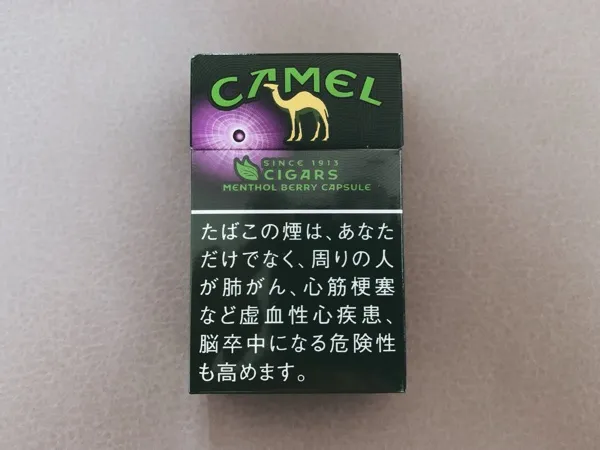 CAMEL
SINCE 1913
CIGARS
MENTHOL BERRY CAPSULE
たばこの煙は、あなた
だけでなく、周りの人
が肺がん、心筋梗塞
など虚血性心疾患、
脳卒中になる危険性
も高めます。